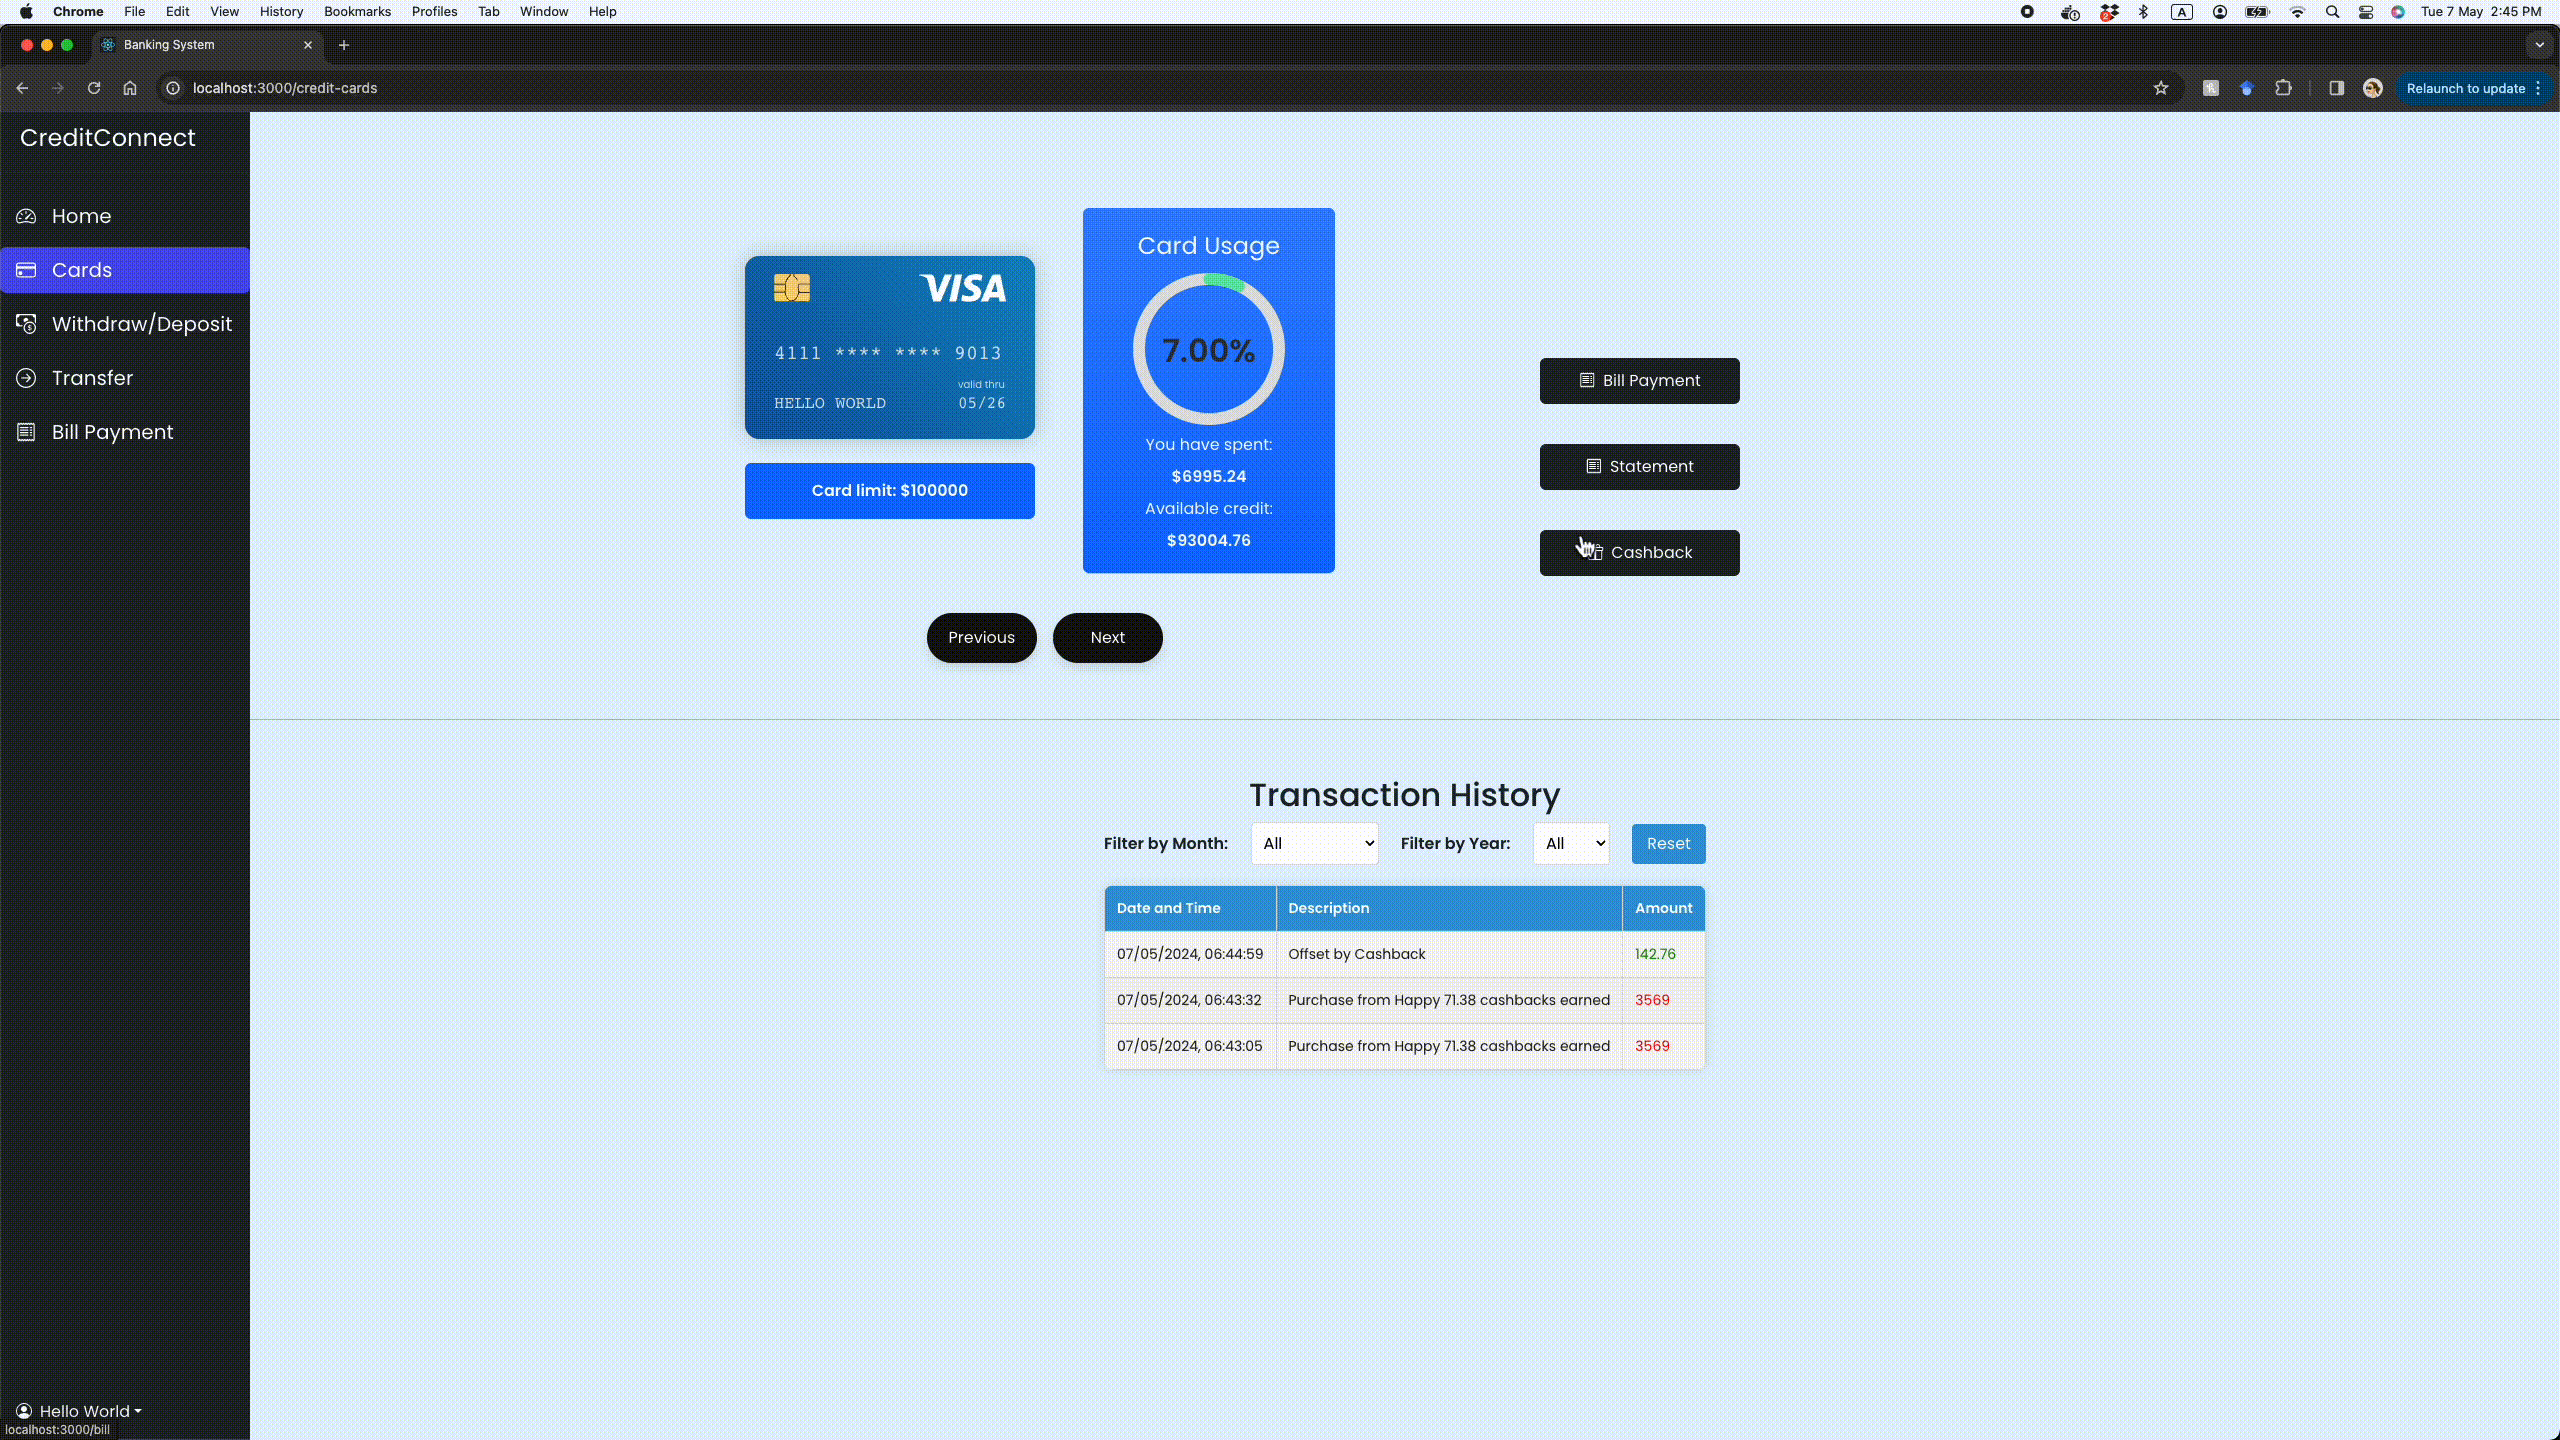 Chrome File Edit View History Bookmarks Profiles Tab Window Help A 2 Tue 7 May 2:45 PM
Banking System
localhost:3000/credit-cards Relaunch to update
CreditConnect
Home
Cards
Withdraw/Deposit
Transfer
Bill Payment
VISA
4111 **** **** 9013
valid thru
HELLO WORLD 05/26
Card limit: $100000
Card Usage
7.00%
You have spent:
$6995.24
Available credit:
$93004.76
Bill Payment
Statement
Cashback
Previous Next
Transaction History
Filter by Month: All Filter by Year: All Reset
Date and Time Description Amount
07/05/2024, 06:44:59 Offset by Cashback 142.76
07/05/2024, 06:43:32 Purchase from Happy 71.38 cashbacks earned 3569
07/05/2024, 06:43:05 Purchase from Happy 71.38 cashbacks earned 3569
Hello World
localhost:3000/bill